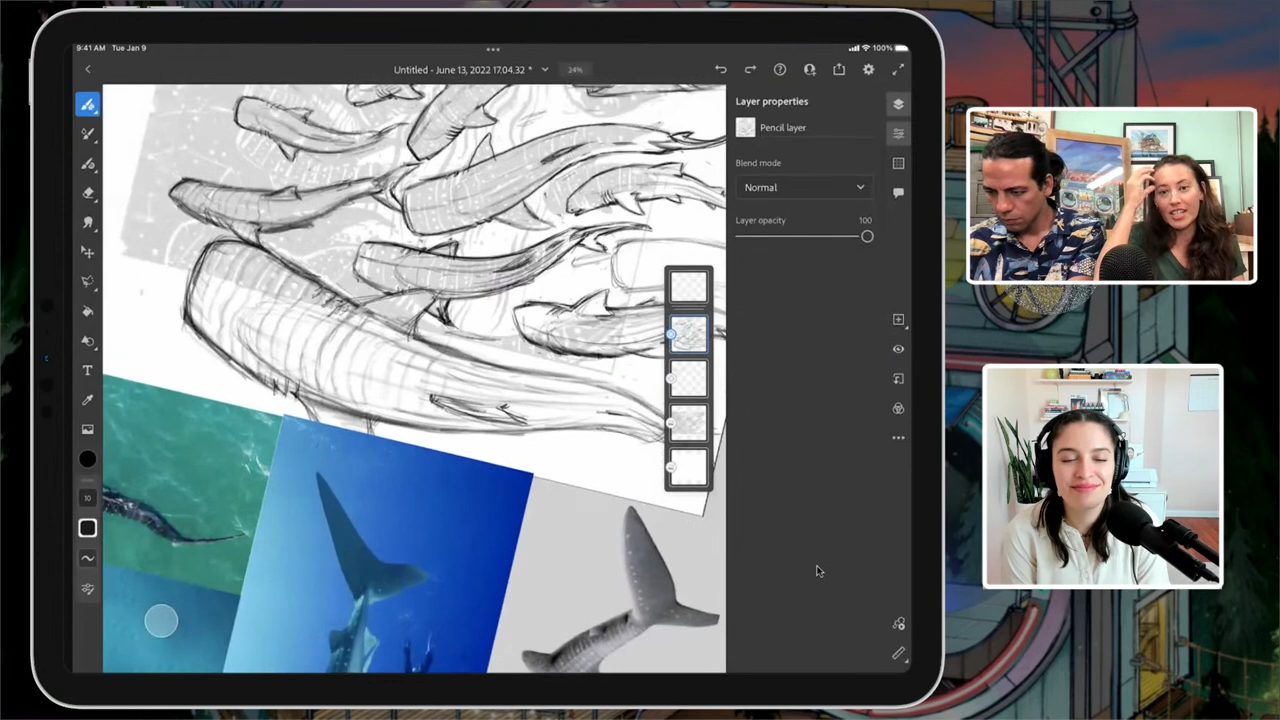 9:41 AM Tue Jan 9
100%
Untitled - June 13, 2022 17.04.32 *
34%
Layer properties
Pencil layer
Blend mode
Normal
Layer opacity 100
T
10